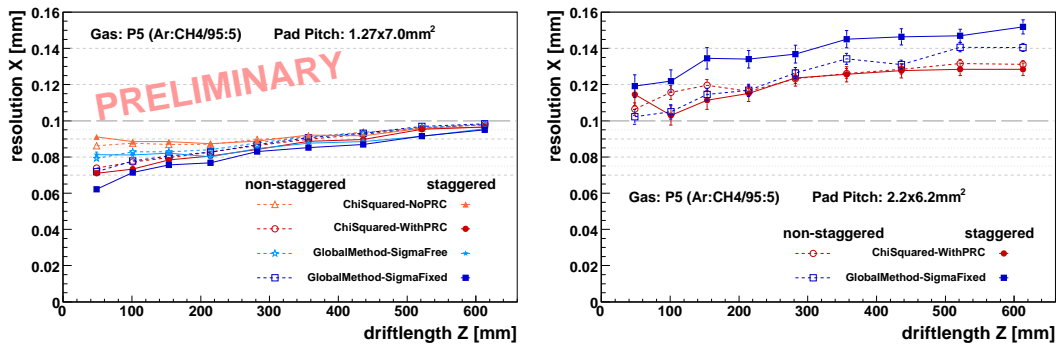 resolution X [mm]
0.16
0.14
0.12
0.1
0.08
0.06
0.04
0.02
0
Gas: P5 (Ar:CH4/95:5) Pad Pitch: 1.27x7.0mm²
PRELIMINARY
non-staggered staggered
ChiSquared-NoPRC
ChiSquared-WithPRC
GlobalMethod-SigmaFree
GlobalMethod-SigmaFixed
0 100 200 300 400 500 600
driftlength Z [mm]
resolution X [mm]
0.16
0.14
0.12
0.1
0.08
0.06
0.04
0.02
0
Gas: P5 (Ar:CH4/95:5) Pad Pitch: 2.2x6.2mm²
non-staggered staggered
ChiSquared-WithPRC
GlobalMethod-SigmaFixed
0 100 200 300 400 500 600
driftlength Z [mm]